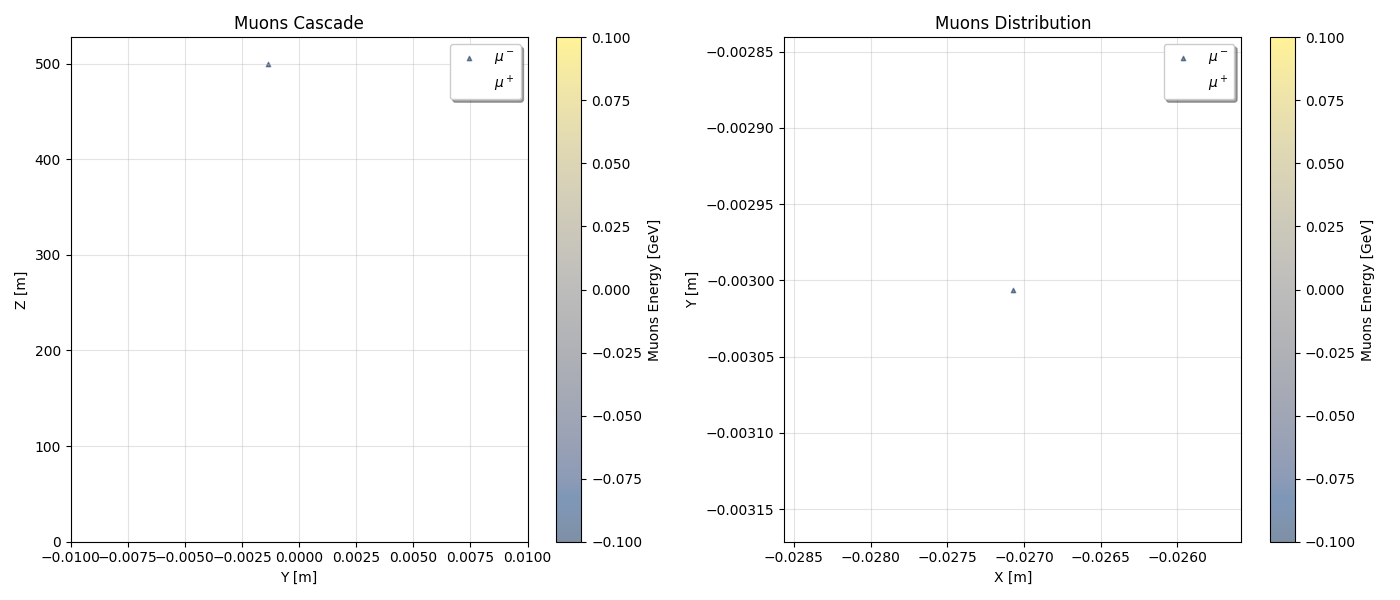 Muons Cascade
Muons Distribution
500
400
300
200
100
0
Z [m]
−0.0100 −0.0075 −0.0050 −0.0025 0.0000 0.0025 0.0050 0.0075 0.0100
Y [m]
μ⁻
μ⁺
0.100
0.075
0.050
0.025
0.000
−0.025
−0.050
−0.075
−0.100
Muons Energy [GeV]
−0.00285
−0.00290
−0.00295
−0.00300
−0.00305
−0.00310
−0.00315
Y [m]
−0.0285 −0.0280 −0.0275 −0.0270 −0.0265 −0.0260
X [m]
μ⁻
μ⁺
0.100
0.075
0.050
0.025
0.000
−0.025
−0.050
−0.075
−0.100
Muons Energy [GeV]